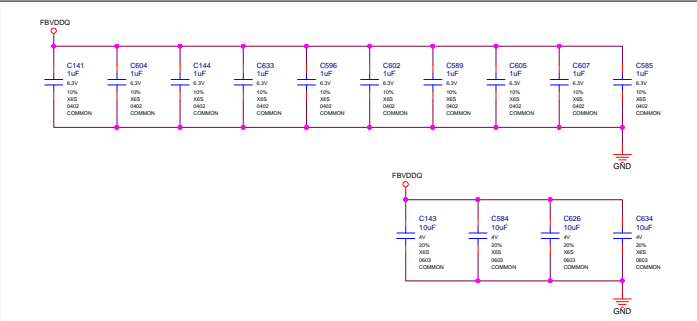 FBVDDQ
C141
1uF
6.3V
10%
X6S
0402
COMMON
C604
1uF
6.3V
10%
X6S
0402
COMMON
C144
1uF
6.3V
10%
X6S
0402
COMMON
C633
1uF
6.3V
10%
X6S
0402
COMMON
C596
1uF
6.3V
10%
X6S
0402
COMMON
C602
1uF
6.3V
10%
X6S
0402
COMMON
C589
1uF
6.3V
10%
X6S
0402
COMMON
C605
1uF
6.3V
10%
X6S
0402
COMMON
C607
1uF
6.3V
10%
X6S
0402
COMMON
C585
1uF
6.3V
10%
X6S
0402
COMMON
GND
FBVDDQ
C143
10uF
4V
20%
X6S
0603
COMMON
C584
10uF
4V
20%
X6S
0603
COMMON
C626
10uF
4V
20%
X6S
0603
COMMON
C634
10uF
4V
20%
X6S
0603
COMMON
GND